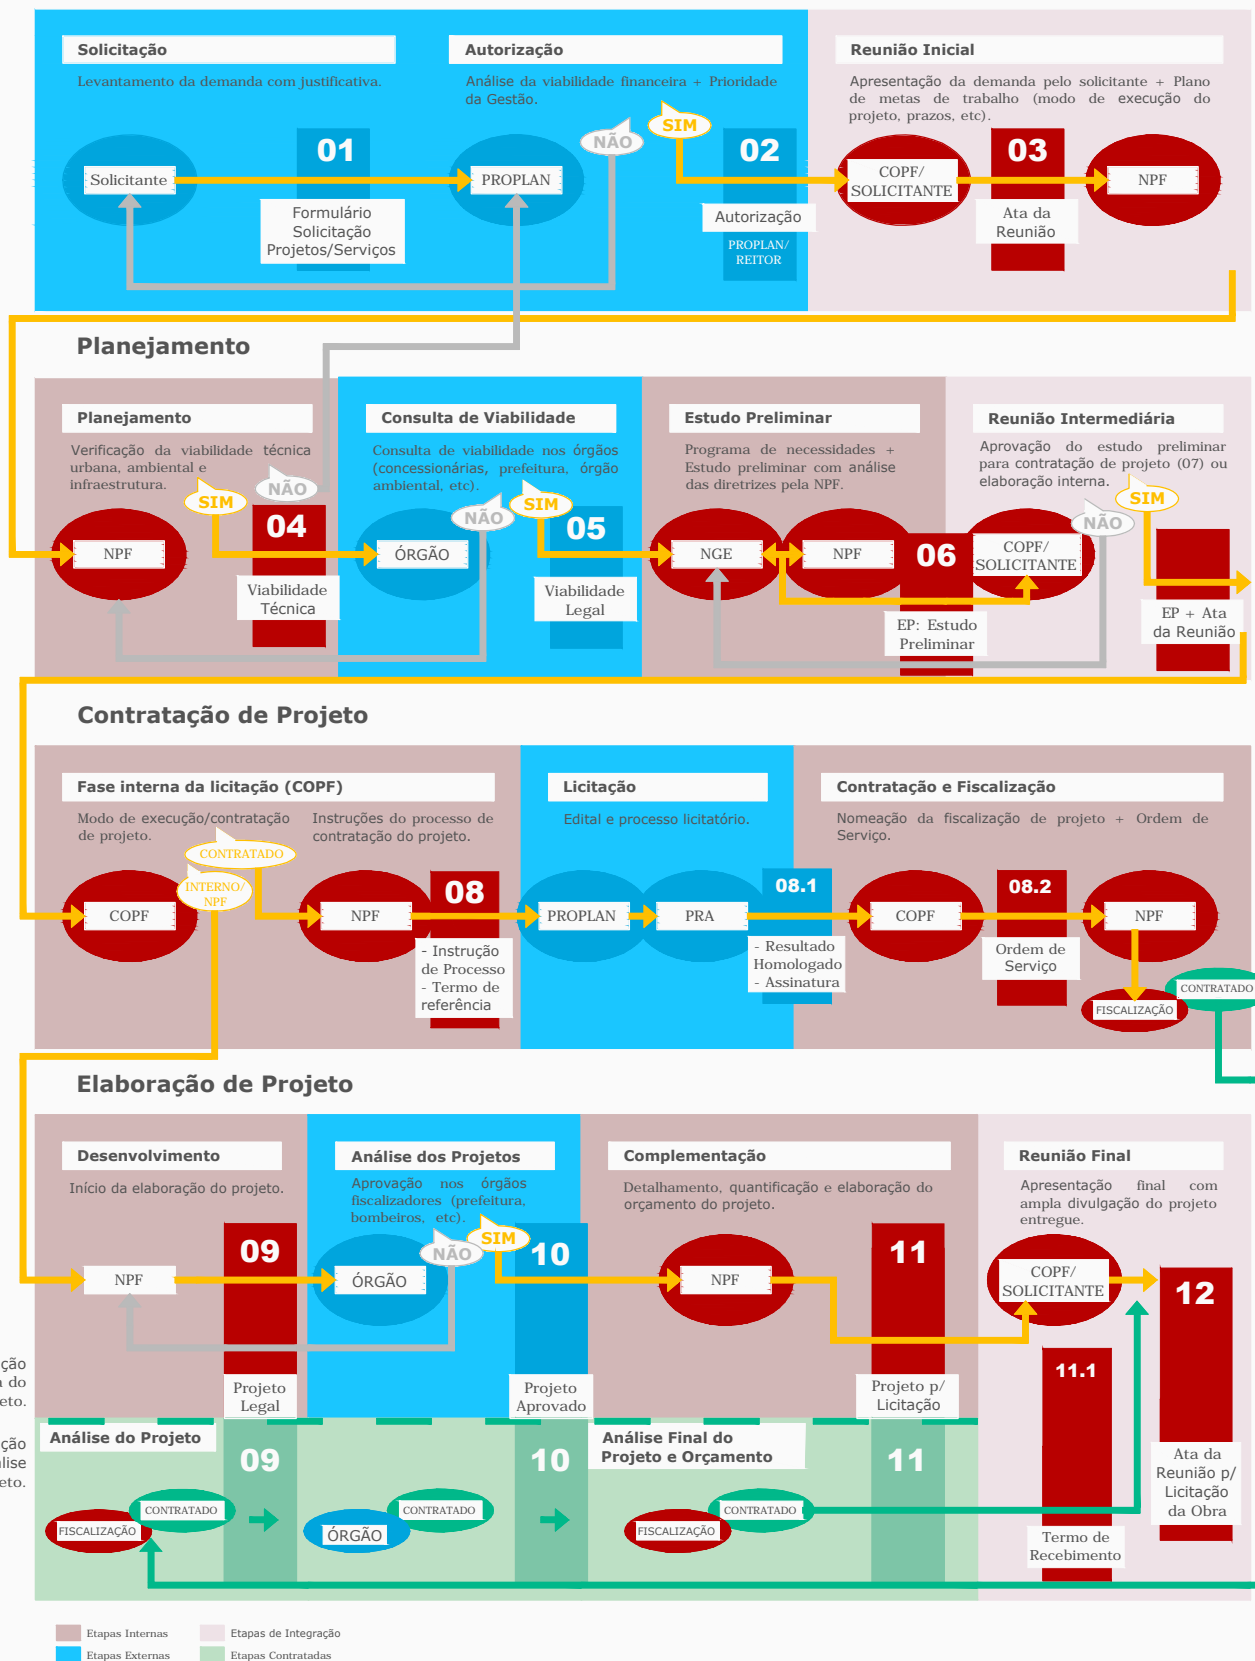 Solicitação
Levantamento da demanda com justificativa.
Autorização
Análise da viabilidade financeira + Prioridade
da Gestão.
Reunião Inicial
Apresentação da demanda pelo solicitante + Plano
de metas de trabalho (modo de execução do
projeto, prazos, etc).
NÃO
SIM
01
02
03
Solicitante
PROPLAN
COPF/
SOLICITANTE
NPF
Formulário
Solicitação
Projetos/Serviços
Autorização
PROPLAN/
REITOR
Ata da
Reunião
Planejamento
Planejamento
Verificação da viabilidade técnica
urbana, ambiental e
infraestrutura.
Consulta de Viabilidade
Consulta de viabilidade nos órgãos
(concessionárias, prefeitura, órgão
ambiental, etc).
Estudo Preliminar
Programa de necessidades +
Estudo preliminar com análise
das diretrizes pela NPF.
Reunião Intermediária
Aprovação do estudo preliminar
para contratação de projeto (07) ou
elaboração interna.
SIM
NÃO
NÃO
SIM
NÃO
SIM
04
05
06
NPF
ÓRGÃO
NGE
NPF
COPF/
SOLICITANTE
Viabilidade
Técnica
Viabilidade
Legal
EP: Estudo
Preliminar
EP + Ata
da Reunião
Contratação de Projeto
Fase interna da licitação (COPF)
Modo de execução/contratação
de projeto.
Instruções do processo de
contratação do projeto.
Licitação
Edital e processo licitatório.
Contratação e Fiscalização
Nomeação da fiscalização de projeto + Ordem de
Serviço.
CONTRATADO
INTERNO/
NPF
08
08.1
08.2
COPF
NPF
PROPLAN
PRA
COPF
NPF
- Instrução
de Processo
- Termo de
referência
- Resultado
Homologado
- Assinatura
Ordem de
Serviço
CONTRATADO
FISCALIZAÇÃO
Elaboração de Projeto
Desenvolvimento
Início da elaboração do projeto.
Análise dos Projetos
Aprovação nos órgãos
fiscalizadores (prefeitura,
bombeiros, etc).
Complementação
Detalhamento, quantificação e elaboração do
orçamento do projeto.
Reunião Final
Apresentação final com
ampla divulgação do projeto
entregue.
NÃO
SIM
09
10
11
12
NPF
ÓRGÃO
NPF
COPF/
SOLICITANTE
11.1
Projeto
Legal
Projeto
Aprovado
Projeto p/
Licitação
ção
do
eto.
ção
lise
eto.
Análise do Projeto
Análise Final do
Projeto e Orçamento
09
10
11
CONTRATADO
FISCALIZAÇÃO
CONTRATADO
ÓRGÃO
CONTRATADO
FISCALIZAÇÃO
Ata da
Reunião p/
Licitação
da Obra
Termo de
Recebimento
Etapas Internas
Etapas de Integração
Etapas Externas
Etapas Contratadas